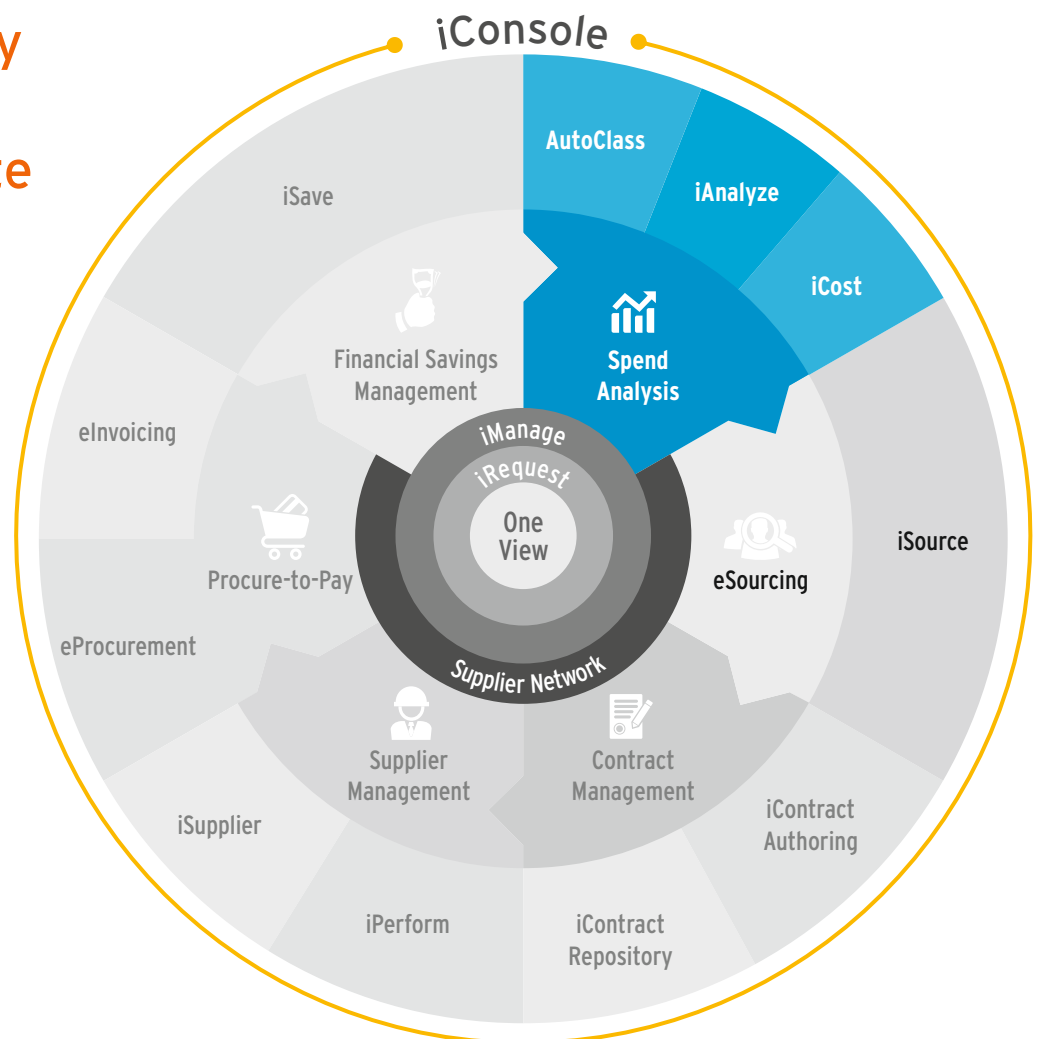 iConsole
AutoClass
iAnalyze
iCost
iSave
Financial Savings
Management
Spend
Analysis
eInvoicing
iManage
iRequest
One
View
iSource
Procure-to-Pay
eSourcing
eProcurement
Supplier Network
Supplier
Management
Contract
Management
iSupplier
iContract
Authoring
iPerform
iContract
Repository